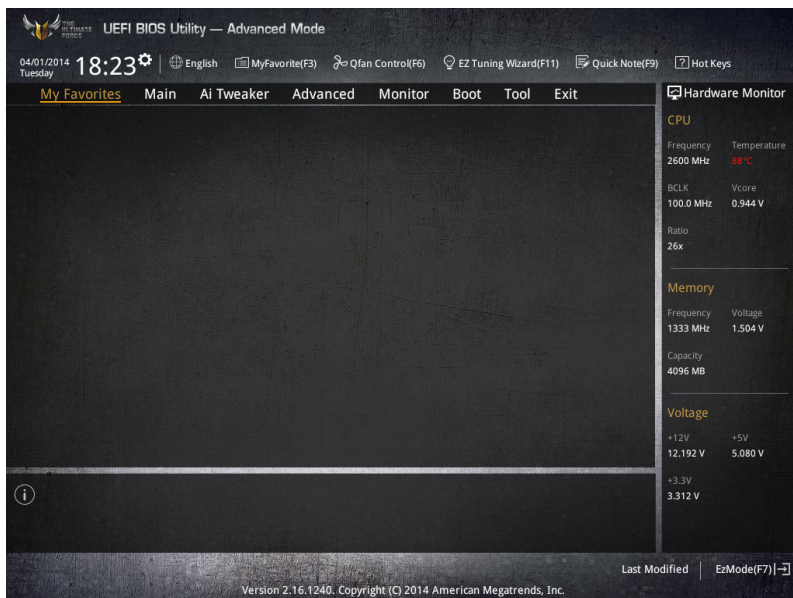 THE ULTIMATE FORCE UEFI BIOS Utility — Advanced Mode
04/01/2014 Tuesday 18:23 English MyFavorite(F3) Qfan Control(F6) EZ Tuning Wizard(F11) Quick Note(F9) ? Hot Keys
My Favorites Main Ai Tweaker Advanced Monitor Boot Tool Exit
Hardware Monitor
CPU
Frequency Temperature
2600 MHz 88°C
BCLK Vcore
100.0 MHz 0.944 V
Ratio
26x
Memory
Frequency Voltage
1333 MHz 1.504 V
Capacity
4096 MB
Voltage
+12V +5V
12.192 V 5.080 V
+3.3V
3.312 V
i
Last Modified EzMode(F7)
Version 2.16.1240. Copyright (C) 2014 American Megatrends, Inc.